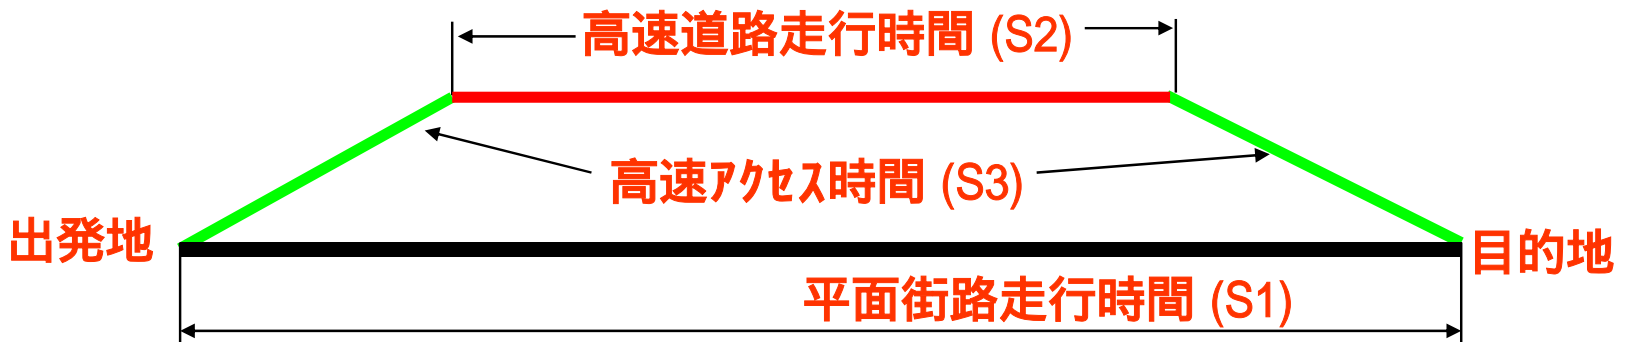 高速道路走行時間 (S2)
高速ｱｸｾｽ時間 (S3)
出発地
目的地
平面街路走行時間 (S1)